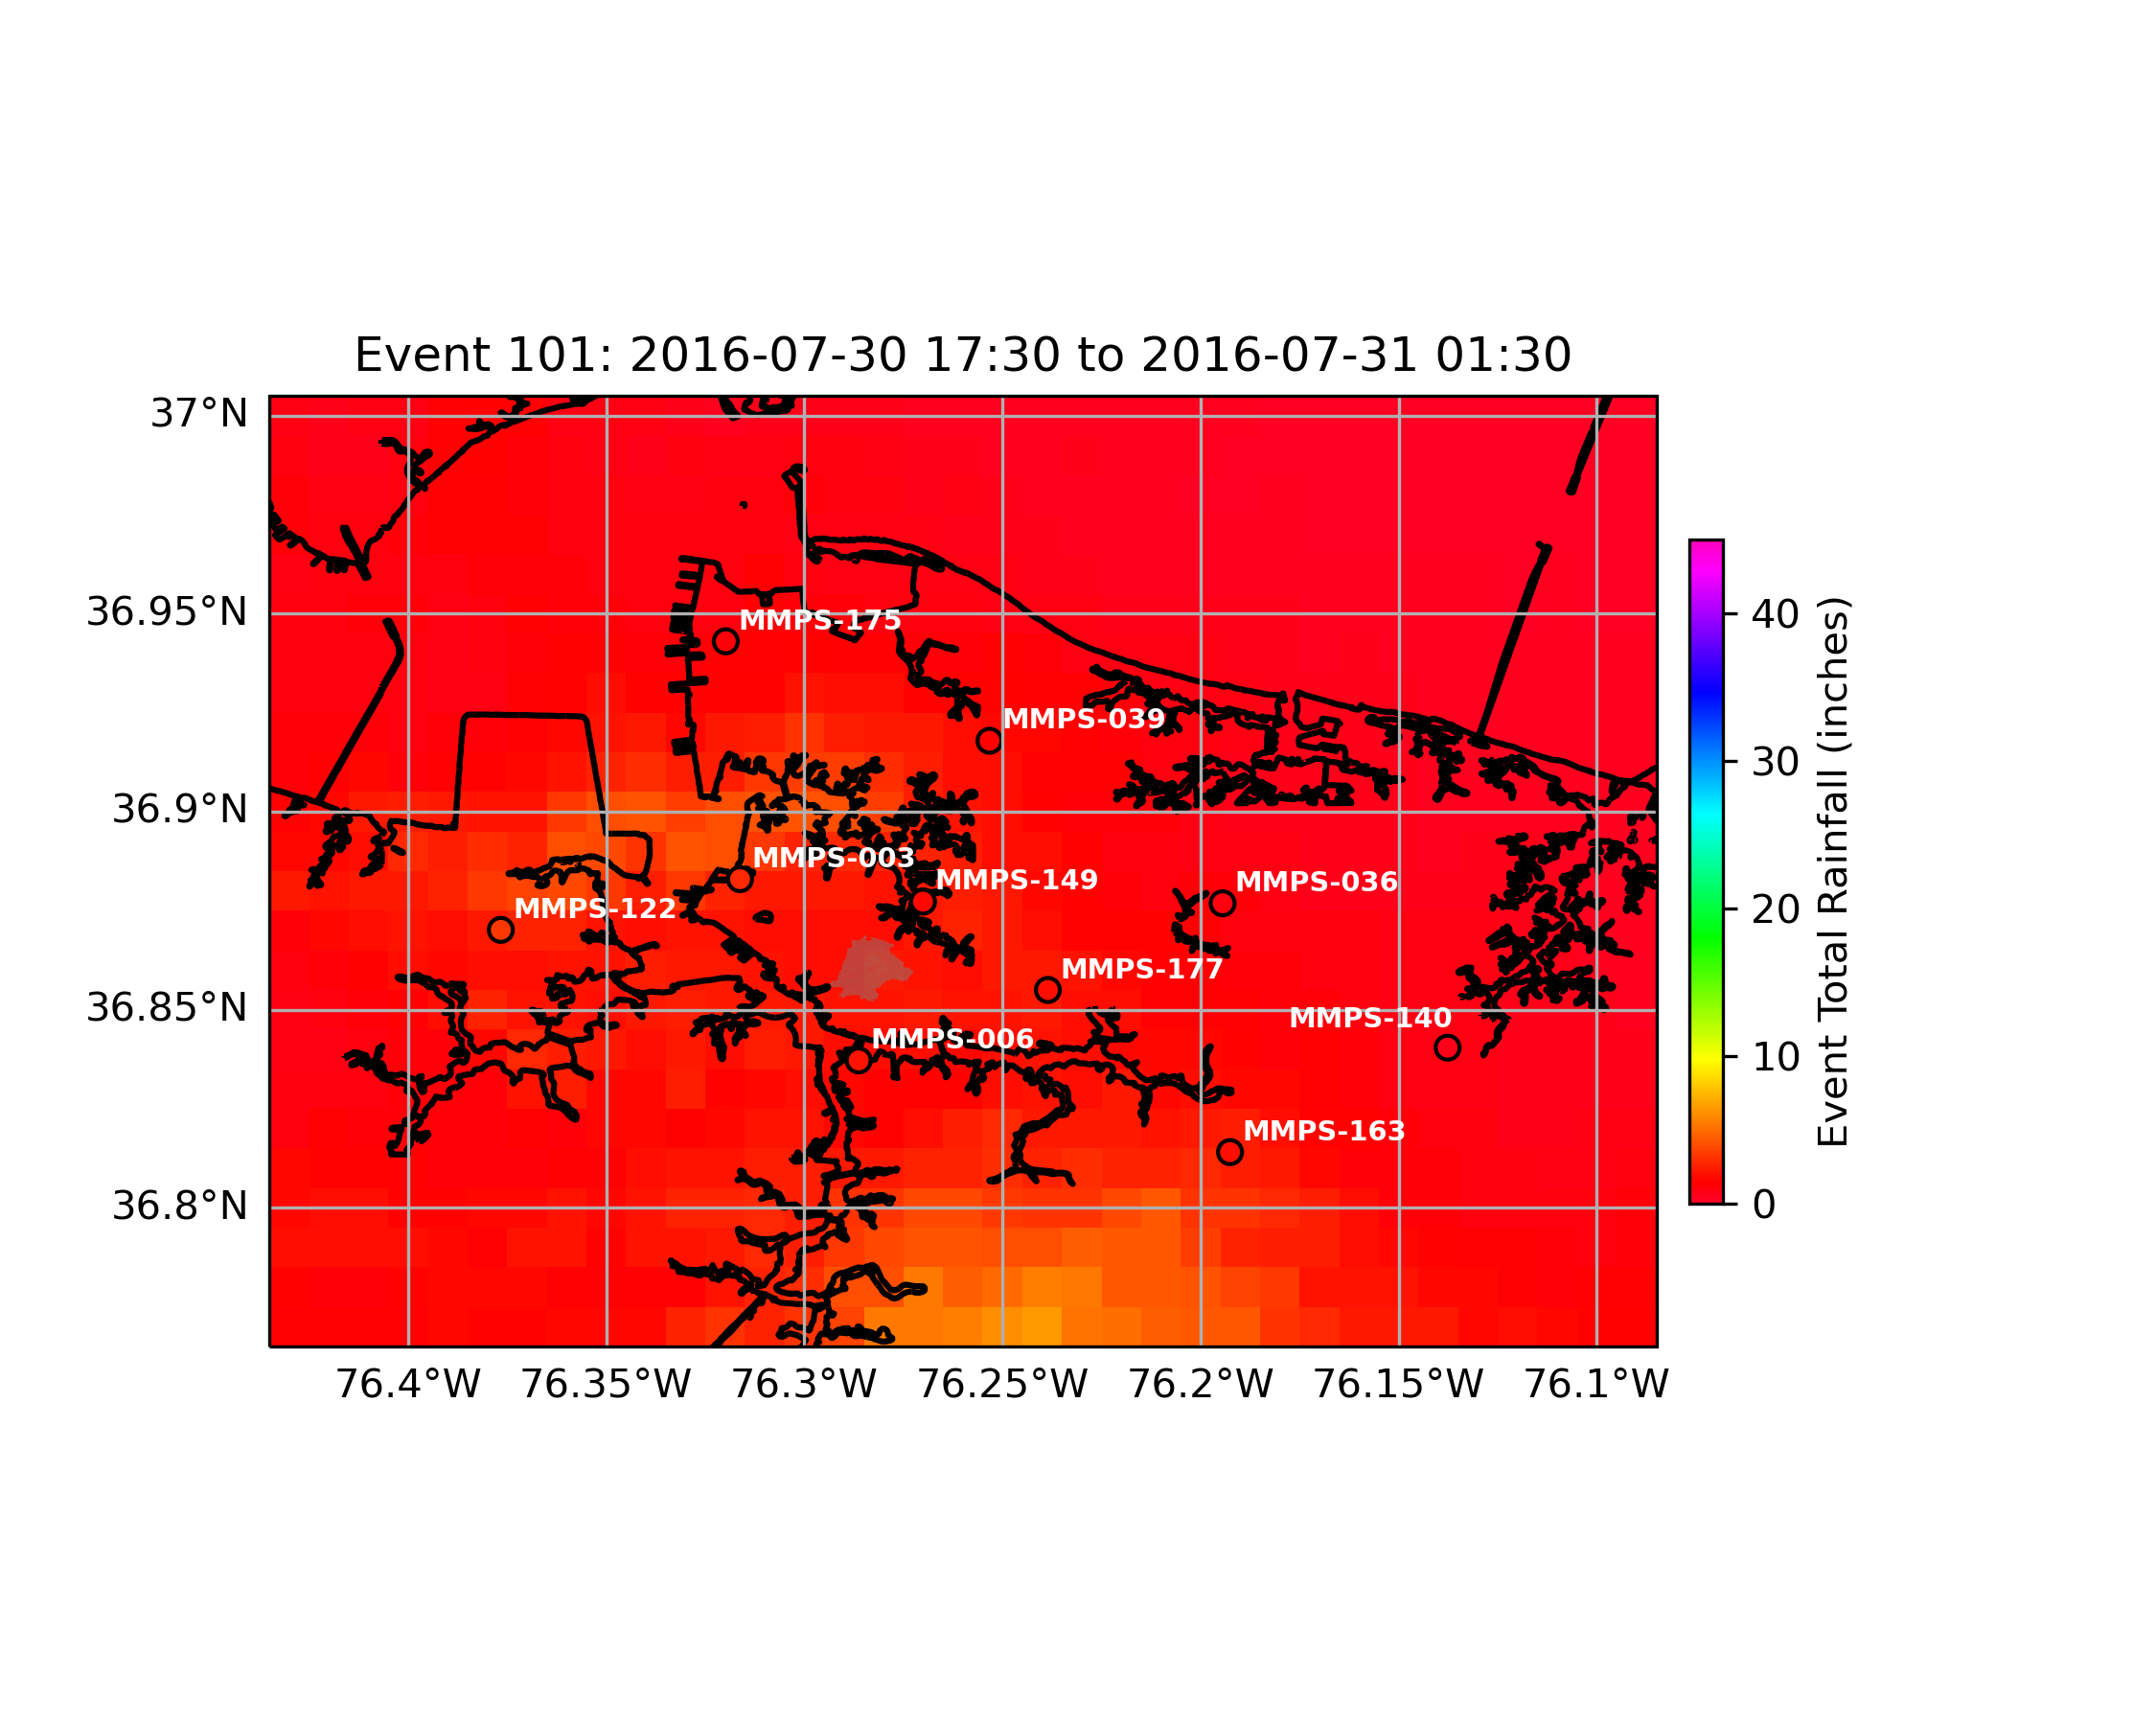 Event 101: 2016-07-30 17:30 to 2016-07-31 01:30
37°N
36.95°N
36.9°N
36.85°N
36.8°N
MMPS-175
MMPS-039
MMPS-003
MMPS-149
MMPS-036
MMPS-122
MMPS-177
MMPS-140
MMPS-006
MMPS-163
76.4°W
76.35°W
76.3°W
76.25°W
76.2°W
76.15°W
76.1°W
40
30
20
10
0
Event Total Rainfall (inches)